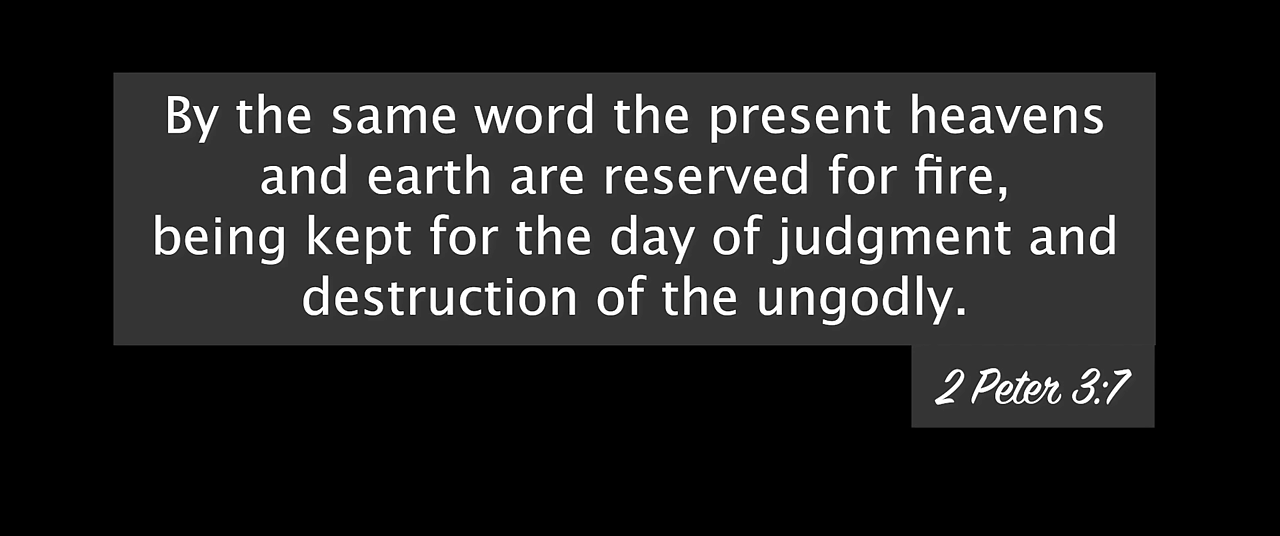 By the same word the present heavens
and earth are reserved for fire,
being kept for the day of judgment and
destruction of the ungodly.
2 Peter 3:7